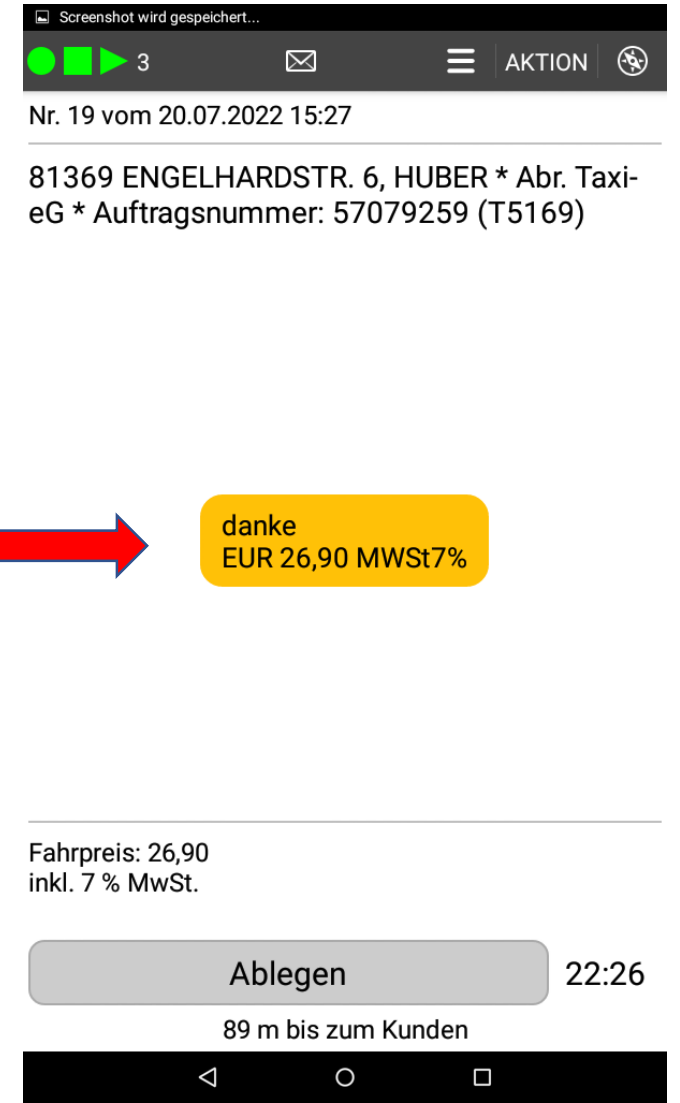 Screenshot wird gespeichert...
3
AKTION
Nr. 19 vom 20.07.2022 15:27
81369 ENGELHARDSTR. 6, HUBER * Abr. Taxi-
eG * Auftragsnummer: 57079259 (T5169)
danke
EUR 26,90 MWSt7%
Fahrpreis: 26,90
inkl. 7 % MwSt.
Ablegen
22:26
89 m bis zum Kunden